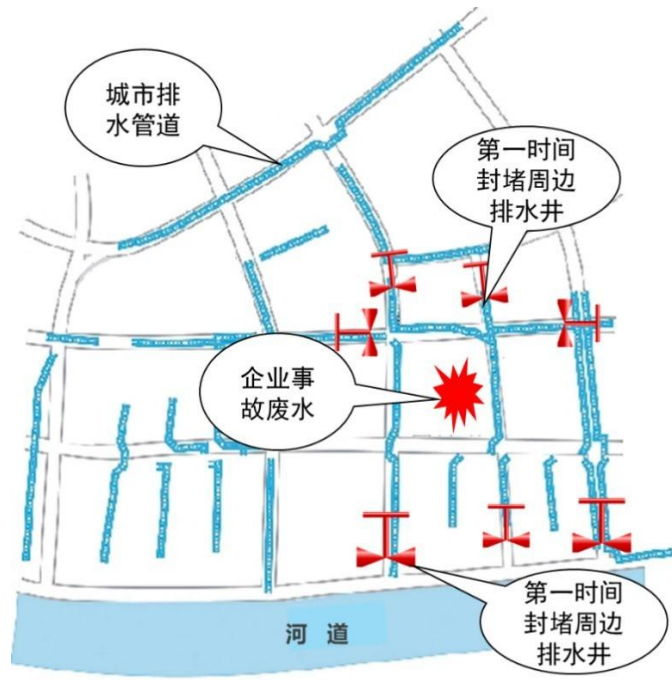 城市排
水管道
第一时间
封堵周边
排水井
企业事
故废水
第一时间
封堵周边
排水井
河 道